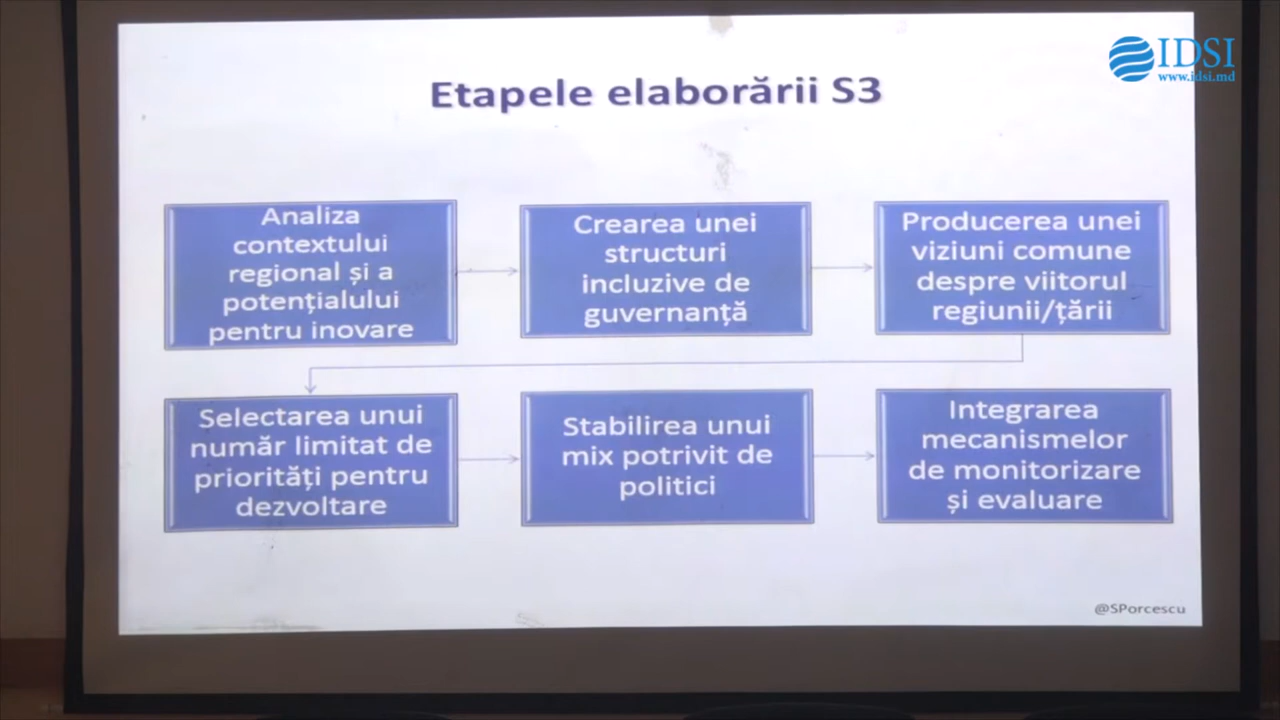 IDSI
www.idsi.md
Etapele elaborării S3
Analiza
contextului
regional și a
potențialului
pentru inovare
Crearea unei
structuri
incluzive de
guvernanță
Producerea unei
viziuni comune
despre viitorul
regiunii/țării
Selectarea unui
număr limitat de
priorități pentru
dezvoltare
Stabilirea unui
mix potrivit de
politici
Integrarea
mecanismelor
de monitorizare
și evaluare
@SPorcescu